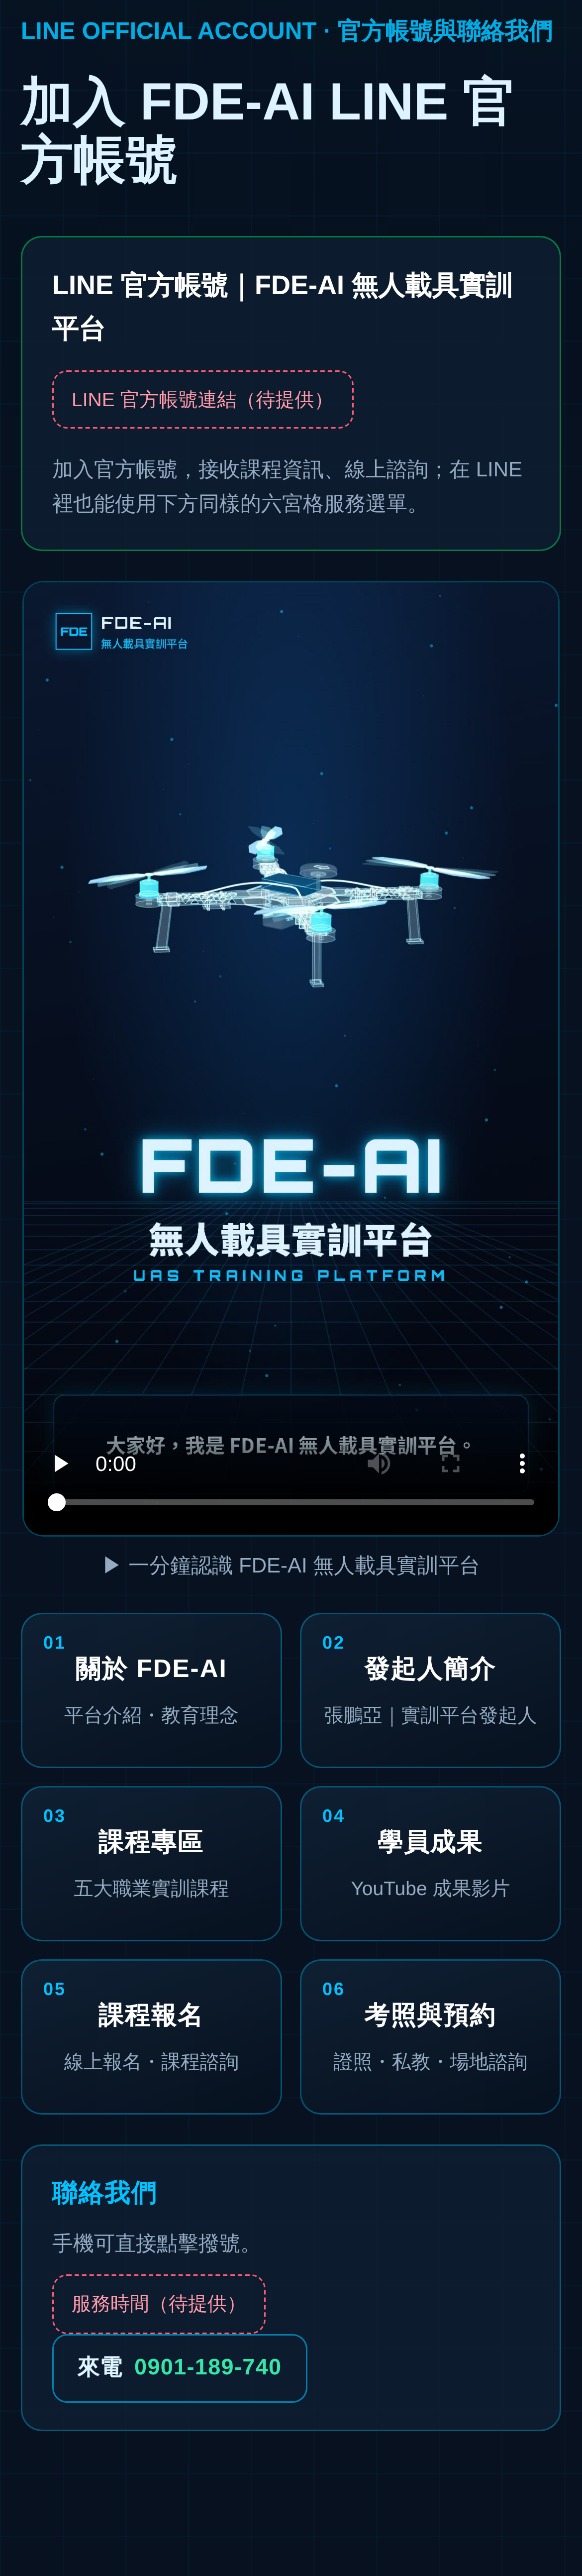 LINE OFFICIAL ACCOUNT · 官方帳號與聯絡我們
加入 FDE-AI LINE 官
方帳號
LINE 官方帳號｜FDE-AI 無人載具實訓
平台
LINE 官方帳號連結（待提供）
加入官方帳號，接收課程資訊、線上諮詢；在 LINE
裡也能使用下方同樣的六宮格服務選單。
FDE
FDE-AI
無人載具實訓平台
FDE-AI
無人載具實訓平台
UAS TRAINING PLATFORM
大家好，我是 FDE-AI 無人載具實訓平台。
0:00
▶ 一分鐘認識 FDE-AI 無人載具實訓平台
01
關於 FDE-AI
平台介紹・教育理念
02
發起人簡介
張鵬亞｜實訓平台發起人
03
課程專區
五大職業實訓課程
04
學員成果
YouTube 成果影片
05
課程報名
線上報名・課程諮詢
06
考照與預約
證照・私教・場地諮詢
聯絡我們
手機可直接點擊撥號。
服務時間（待提供）
來電 0901-189-740